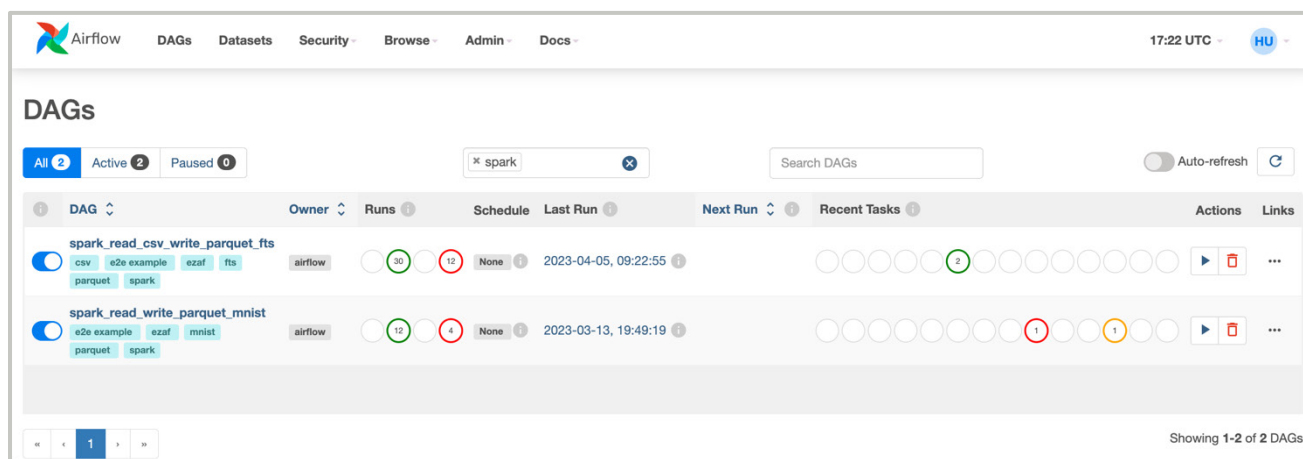 Airflow DAGs Datasets Security Browse Admin Docs 17:22 UTC HU
DAGs
All 2 Active 2 Paused 0 × spark Search DAGs Auto-refresh
DAG Owner Runs Schedule Last Run Next Run Recent Tasks Actions Links
spark_read_csv_write_parquet_fts
csv e2e example ezaf fts airflow 30 12 None 2023-04-05, 09:22:55 2
parquet spark
spark_read_write_parquet_mnist
e2e example ezaf mnist airflow 12 4 None 2023-03-13, 19:49:19 1 1
parquet spark
« ‹ 1 › » Showing 1-2 of 2 DAGs